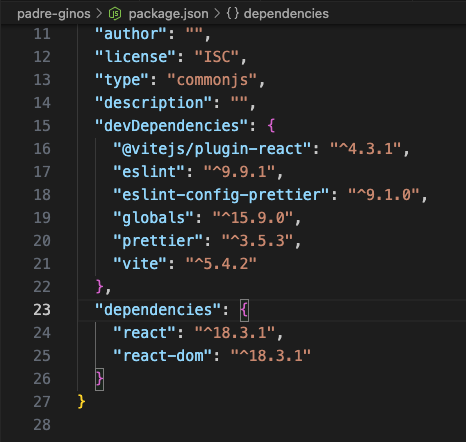 padre-ginos > package.json > {} dependencies
11 "author": "",
12 "license": "ISC",
13 "type": "commonjs",
14 "description": "",
15 "devDependencies": {
16 "@vitejs/plugin-react": "^4.3.1",
17 "eslint": "^9.9.1",
18 "eslint-config-prettier": "^9.1.0",
19 "globals": "^15.9.0",
20 "prettier": "^3.5.3",
21 "vite": "^5.4.2"
22 },
23 "dependencies": {
24 "react": "^18.3.1",
25 "react-dom": "^18.3.1"
26 }
27 }
28